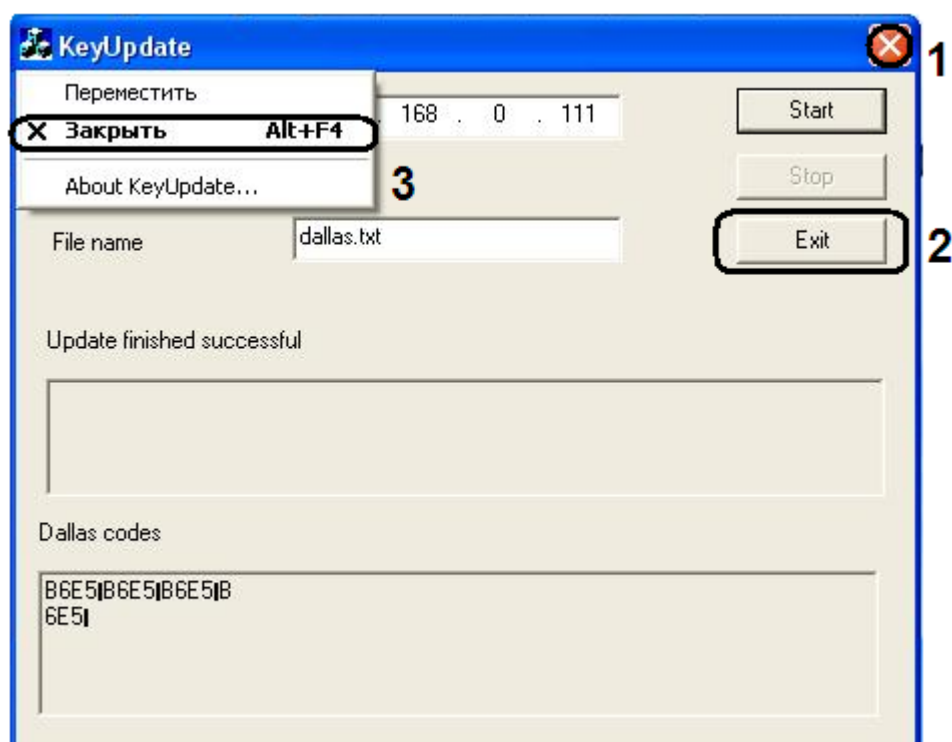 KeyUpdate
1
Переместить
. 168 . 0 . 111
Start
Закрыть Alt+F4
About KeyUpdate...
3
Stop
File name
dallas.txt
Exit
2
Update finished successful
Dallas codes
B6E5|B6E5|B6E5|B
6E5|